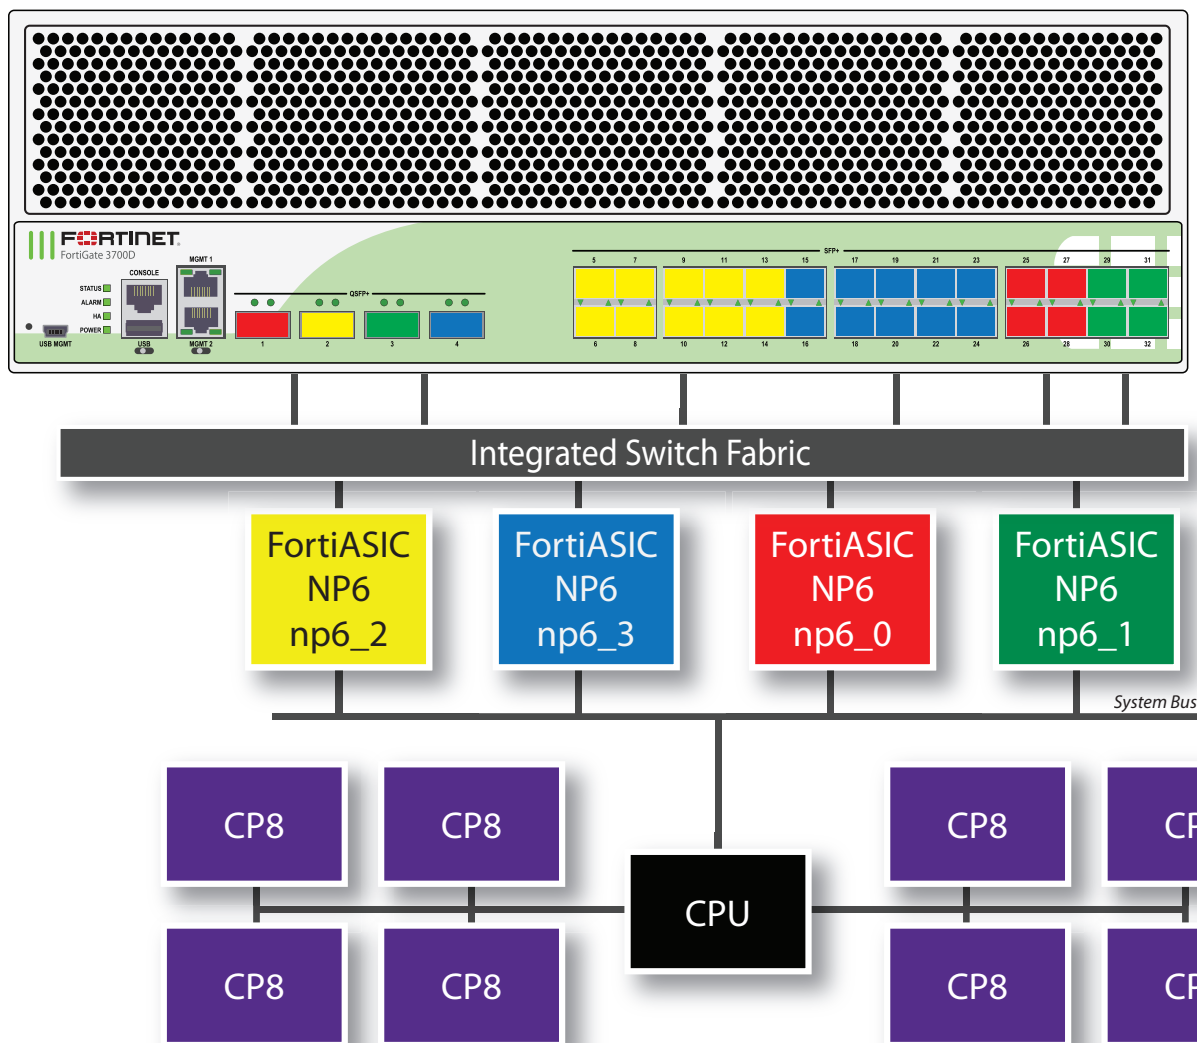 FORTINET
FortiGate 3700D
STATUS
ALARM
HA
POWER
USB MGMT
CONSOLE
USB
MGMT 1
MGMT 2
QSFP+
1 2 3 4
SFP+
5 7 9 11 13 15 17 19 21 23 25 27 29 31
6 8 10 12 14 16 18 20 22 24 26 28 30 32
Integrated Switch Fabric
FortiASIC
NP6
np6_2
FortiASIC
NP6
np6_3
FortiASIC
NP6
np6_0
FortiASIC
NP6
np6_1
System Bus
CP8 CP8 CP8 CP
CPU
CP8 CP8 CP8 CP